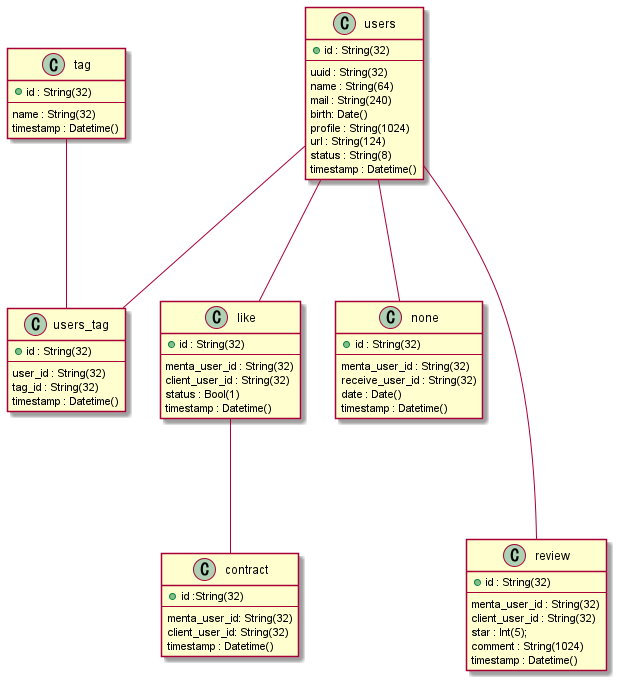 C users
id : String(32)
uuid : String(32)
name : String(64)
mail : String(240)
birth: Date()
profile : String(1024)
url : String(124)
status : String(8)
timestamp : Datetime()
C tag
id : String(32)
name : String(32)
timestamp : Datetime()
C users_tag
id : String(32)
user_id : String(32)
tag_id : String(32)
timestamp : Datetime()
C like
id : String(32)
menta_user_id : String(32)
client_user_id : String(32)
status : Bool(1)
timestamp : Datetime()
C none
id : String(32)
menta_user_id : String(32)
receive_user_id : String(32)
date : Date()
timestamp : Datetime()
C contract
id :String(32)
menta_user_id: String(32)
client_user_id: String(32)
timestamp : Datetime()
C review
id : String(32)
menta_user_id : String(32)
client_user_id : String(32)
star : Int(5);
comment : String(1024)
timestamp : Datetime()